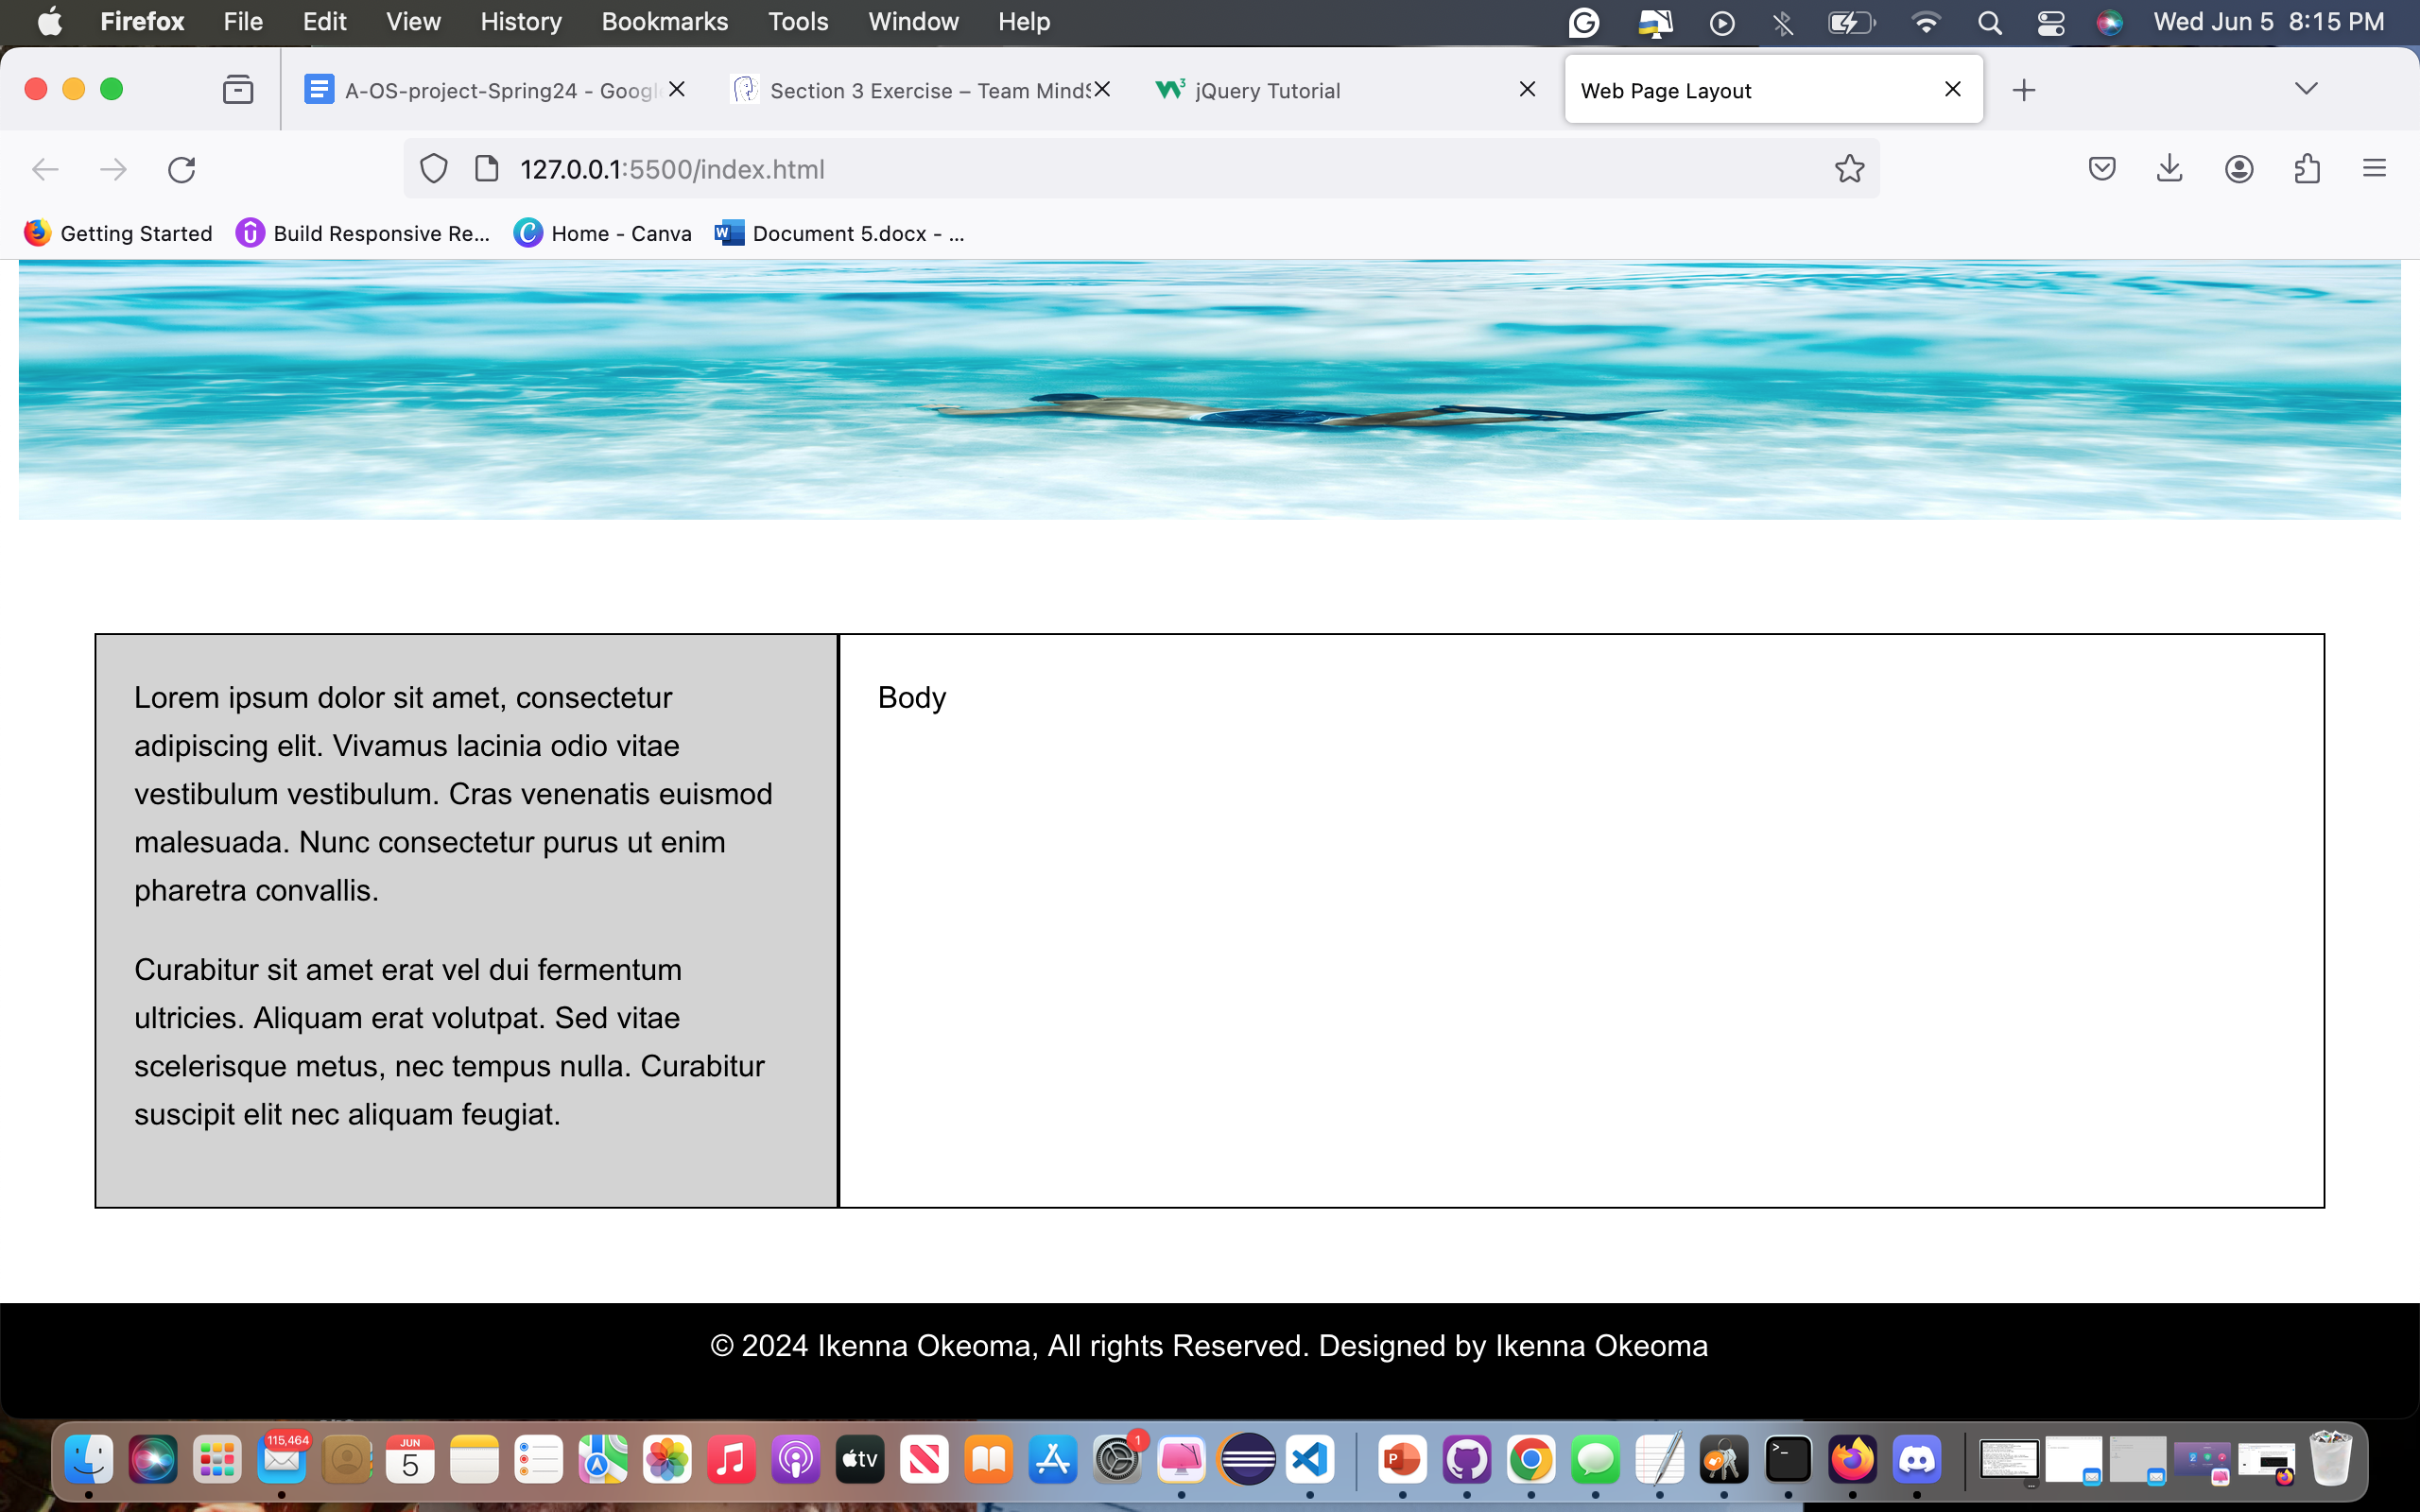 Firefox File Edit View History Bookmarks Tools Window Help Wed Jun 5 8:15 PM
A-OS-project-Spring24 - Googl Section 3 Exercise – Team Mind jQuery Tutorial Web Page Layout
127.0.0.1:5500/index.html
Getting Started Build Responsive Re... Home - Canva Document 5.docx - ...
Lorem ipsum dolor sit amet, consectetur
adipiscing elit. Vivamus lacinia odio vitae
vestibulum vestibulum. Cras venenatis euismod
malesuada. Nunc consectetur purus ut enim
pharetra convallis.
Curabitur sit amet erat vel dui fermentum
ultricies. Aliquam erat volutpat. Sed vitae
scelerisque metus, nec tempus nulla. Curabitur
suscipit elit nec aliquam feugiat.
Body
© 2024 Ikenna Okeoma, All rights Reserved. Designed by Ikenna Okeoma
115,464 JUN 5 tv 1